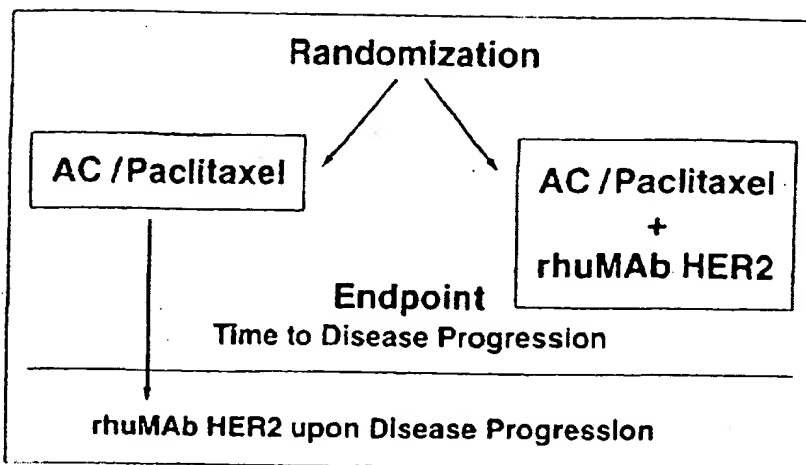 Randomization
AC /Paclitaxel
AC /Paclitaxel
+
rhuMAb HER2
Endpoint
Time to Disease Progression
rhuMAb HER2 upon Disease Progression